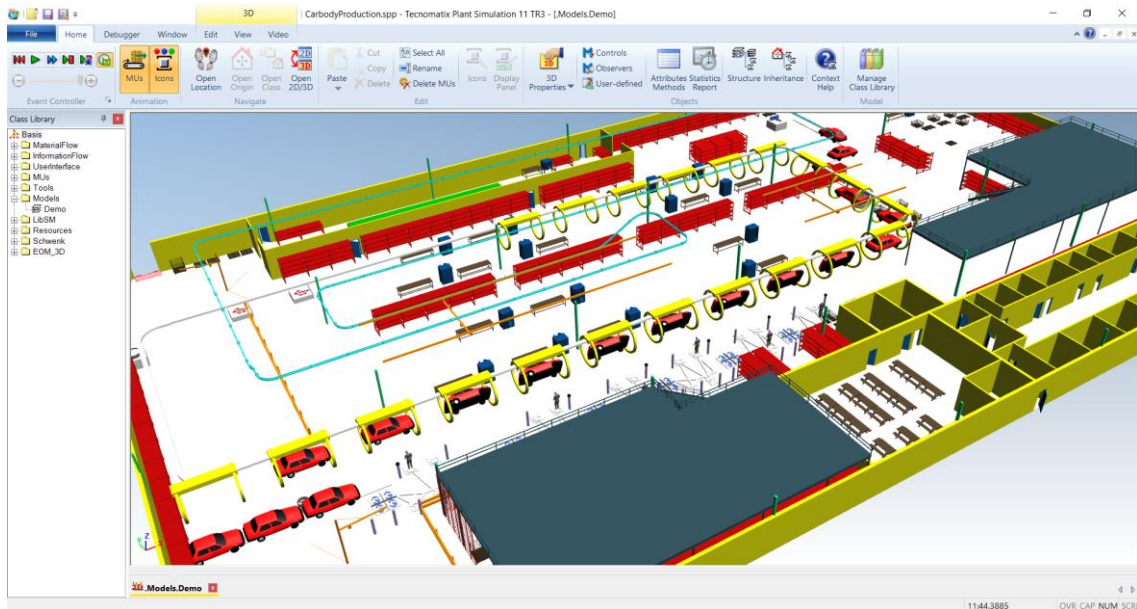 3D
CarbodyProduction.spp - Tecnomatix Plant Simulation 11 TR3 - [.Models.Demo]
File Home Debugger Window Edit View Video
MUs
Icons
Open Location
Open Origin
Open Class
Open 2D/3D
Paste
Cut
Copy
Delete
Select All
Rename
Delete MUs
Icons
Display Panel
3D Properties
Controls
Observers
User-defined
Attributes Methods
Statistics Report
Structure
Inheritance
Context Help
Manage Class Library
Event Controller
Animation
Navigate
Edit
Objects
Model
Class Library
Basis
MaterialFlow
InformationFlow
UserInterface
MUs
Tools
Models
Demo
LibSM
Resources
Schwenk
EOM_3D
Z
.Models.Demo
11:44.3885
OVR CAP NUM SCR